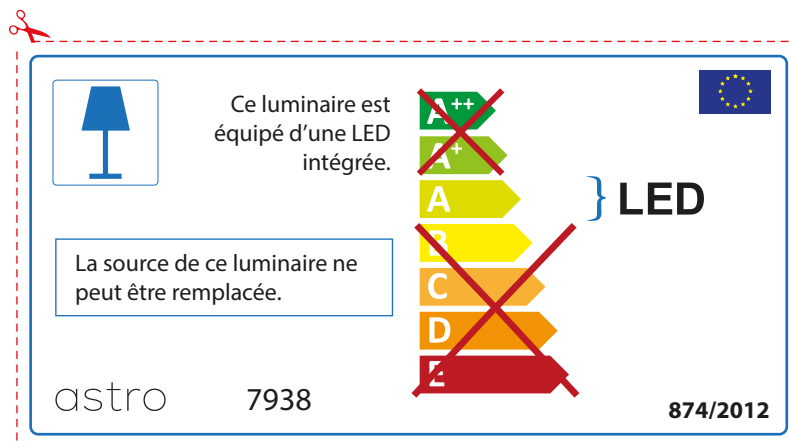 Ce luminaire est
équipé d’une LED
intégrée.
A++
A+
A
B
C
D
E
LED
La source de ce luminaire ne
peut être remplacée.
astro
7938
874/2012